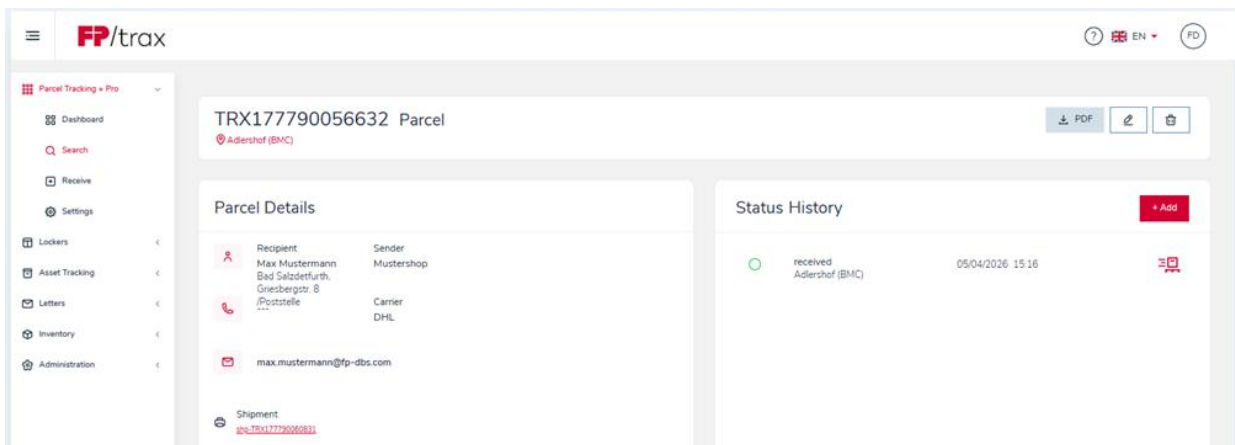 FP/trax
EN
FD
Parcel Tracking + Pro
Dashboard
Search
Receive
Settings
Lockers
Asset Tracking
Letters
Inventory
Administration
TRX177790056632 Parcel
Adlershof (BMC)
PDF
Parcel Details
Recipient
Max Mustermann
Bad Salzdetfurth,
Griesbergstr. 8
/Poststelle
---
Sender
Mustershop
Carrier
DHL
max.mustermann@fp-dbs.com
Shipment
shp-TRX177790060831
Status History
+ Add
received
Adlershof (BMC)
05/04/2026 15:16